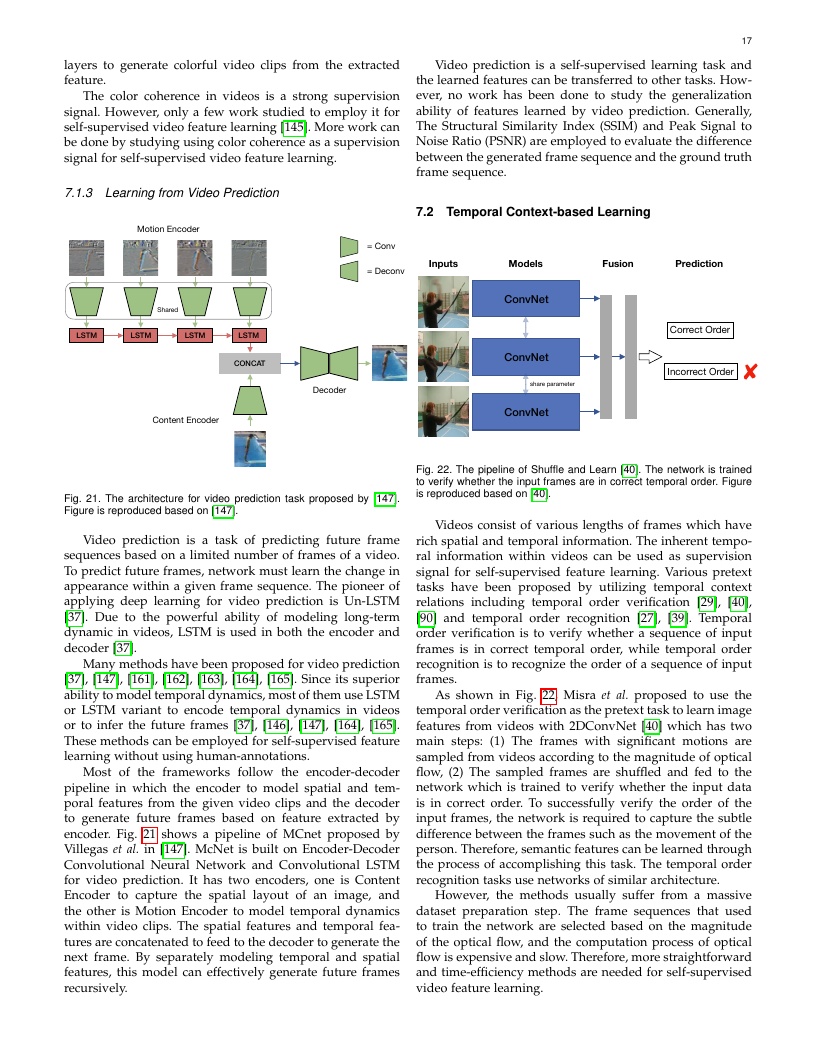 17
layers to generate colorful video clips from the extracted
feature.
The color coherence in videos is a strong supervision
signal. However, only a few work studied to employ it for
self-supervised video feature learning [145]. More work can
be done by studying using color coherence as a supervision
signal for self-supervised video feature learning.
7.1.3 Learning from Video Prediction
Motion Encoder
= Conv
= Deconv
Shared
LSTM LSTM LSTM LSTM
CONCAT
Decoder
Content Encoder
Fig. 21. The architecture for video prediction task proposed by [147].
Figure is reproduced based on [147].
Video prediction is a task of predicting future frame
sequences based on a limited number of frames of a video.
To predict future frames, network must learn the change in
appearance within a given frame sequence. The pioneer of
applying deep learning for video prediction is Un-LSTM
[37]. Due to the powerful ability of modeling long-term
dynamic in videos, LSTM is used in both the encoder and
decoder [37].
Many methods have been proposed for video prediction
[37], [147], [161], [162], [163], [164], [165]. Since its superior
ability to model temporal dynamics, most of them use LSTM
or LSTM variant to encode temporal dynamics in videos
or to infer the future frames [37], [146], [147], [164], [165].
These methods can be employed for self-supervised feature
learning without using human-annotations.
Most of the frameworks follow the encoder-decoder
pipeline in which the encoder to model spatial and tem-
poral features from the given video clips and the decoder
to generate future frames based on feature extracted by
encoder. Fig. 21 shows a pipeline of MCnet proposed by
Villegas et al. in [147]. McNet is built on Encoder-Decoder
Convolutional Neural Network and Convolutional LSTM
for video prediction. It has two encoders, one is Content
Encoder to capture the spatial layout of an image, and
the other is Motion Encoder to model temporal dynamics
within video clips. The spatial features and temporal fea-
tures are concatenated to feed to the decoder to generate the
next frame. By separately modeling temporal and spatial
features, this model can effectively generate future frames
recursively.
Video prediction is a self-supervised learning task and
the learned features can be transferred to other tasks. How-
ever, no work has been done to study the generalization
ability of features learned by video prediction. Generally,
The Structural Similarity Index (SSIM) and Peak Signal to
Noise Ratio (PSNR) are employed to evaluate the difference
between the generated frame sequence and the ground truth
frame sequence.
7.2 Temporal Context-based Learning
Inputs Models Fusion Prediction
ConvNet
Correct Order
ConvNet
Incorrect Order
share parameter
ConvNet
Fig. 22. The pipeline of Shuffle and Learn [40]. The network is trained
to verify whether the input frames are in correct temporal order. Figure
is reproduced based on [40].
Videos consist of various lengths of frames which have
rich spatial and temporal information. The inherent tempo-
ral information within videos can be used as supervision
signal for self-supervised feature learning. Various pretext
tasks have been proposed by utilizing temporal context
relations including temporal order verification [29], [40],
[90] and temporal order recognition [27], [39]. Temporal
order verification is to verify whether a sequence of input
frames is in correct temporal order, while temporal order
recognition is to recognize the order of a sequence of input
frames.
As shown in Fig. 22, Misra et al. proposed to use the
temporal order verification as the pretext task to learn image
features from videos with 2DConvNet [40] which has two
main steps: (1) The frames with significant motions are
sampled from videos according to the magnitude of optical
flow, (2) The sampled frames are shuffled and fed to the
network which is trained to verify whether the input data
is in correct order. To successfully verify the order of the
input frames, the network is required to capture the subtle
difference between the frames such as the movement of the
person. Therefore, semantic features can be learned through
the process of accomplishing this task. The temporal order
recognition tasks use networks of similar architecture.
However, the methods usually suffer from a massive
dataset preparation step. The frame sequences that used
to train the network are selected based on the magnitude
of the optical flow, and the computation process of optical
flow is expensive and slow. Therefore, more straightforward
and time-efficiency methods are needed for self-supervised
video feature learning.